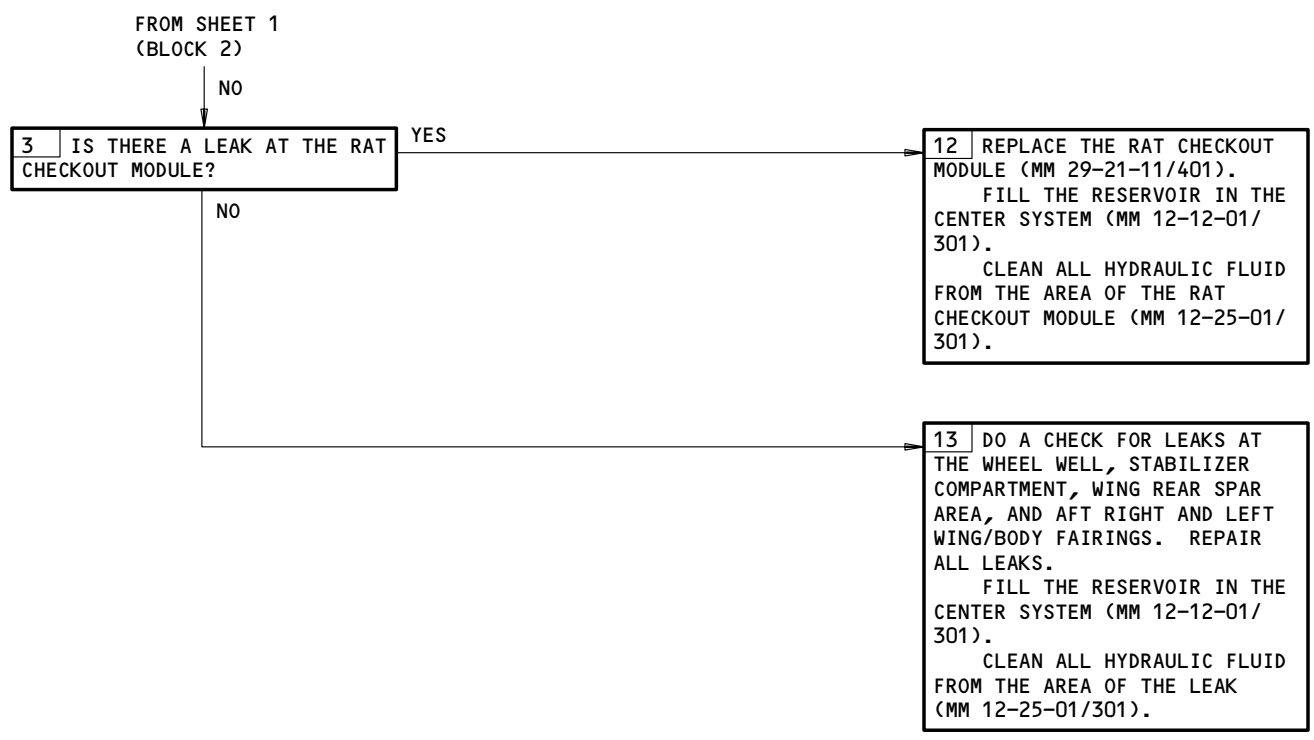 FROM SHEET 1
(BLOCK 2)
NO
3 IS THERE A LEAK AT THE RAT
CHECKOUT MODULE?
YES
NO
12 REPLACE THE RAT CHECKOUT
MODULE (MM 29-21-11/401).
FILL THE RESERVOIR IN THE
CENTER SYSTEM (MM 12-12-01/
301).
CLEAN ALL HYDRAULIC FLUID
FROM THE AREA OF THE RAT
CHECKOUT MODULE (MM 12-25-01/
301).
13 DO A CHECK FOR LEAKS AT
THE WHEEL WELL, STABILIZER
COMPARTMENT, WING REAR SPAR
AREA, AND AFT RIGHT AND LEFT
WING/BODY FAIRINGS. REPAIR
ALL LEAKS.
FILL THE RESERVOIR IN THE
CENTER SYSTEM (MM 12-12-01/
301).
CLEAN ALL HYDRAULIC FLUID
FROM THE AREA OF THE LEAK
(MM 12-25-01/301).